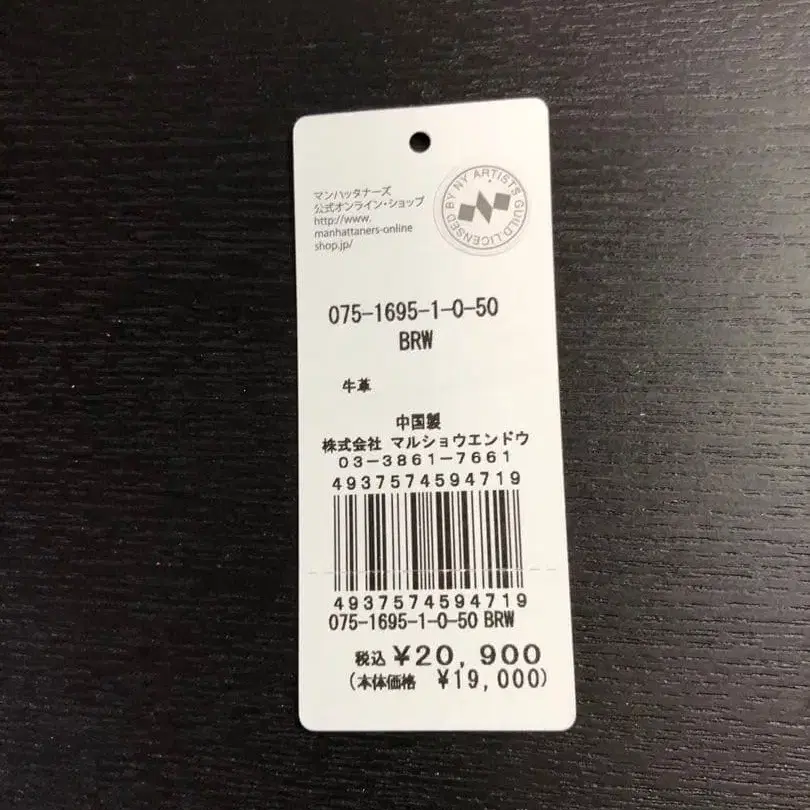 マンハッタナーズ
公式オンライン・ショップ
http://www.
manhattaners-online
shop.jp/
LICENSED BY NY ARTISTS GUILD.
075-1695-1-0-50
BRW
牛革
中国製
株式会社 マルショウエンドウ
03-3861-7661
4937574594719
4937574594719
075-1695-1-0-50 BRW
税込 ¥20,900
(本体価格 ¥19,000)